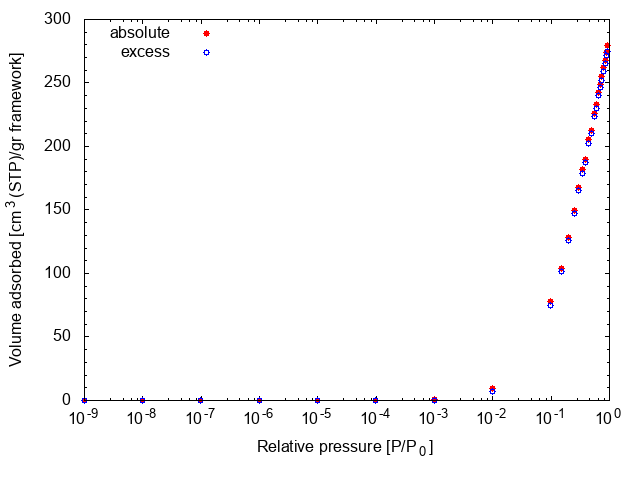 300
250
200
150
100
50
0
absolute
excess
Volume adsorbed [cm³ (STP)/gr framework]
10⁻⁹ 10⁻⁸ 10⁻⁷ 10⁻⁶ 10⁻⁵ 10⁻⁴ 10⁻³ 10⁻² 10⁻¹ 10⁰
Relative pressure [P/P₀]